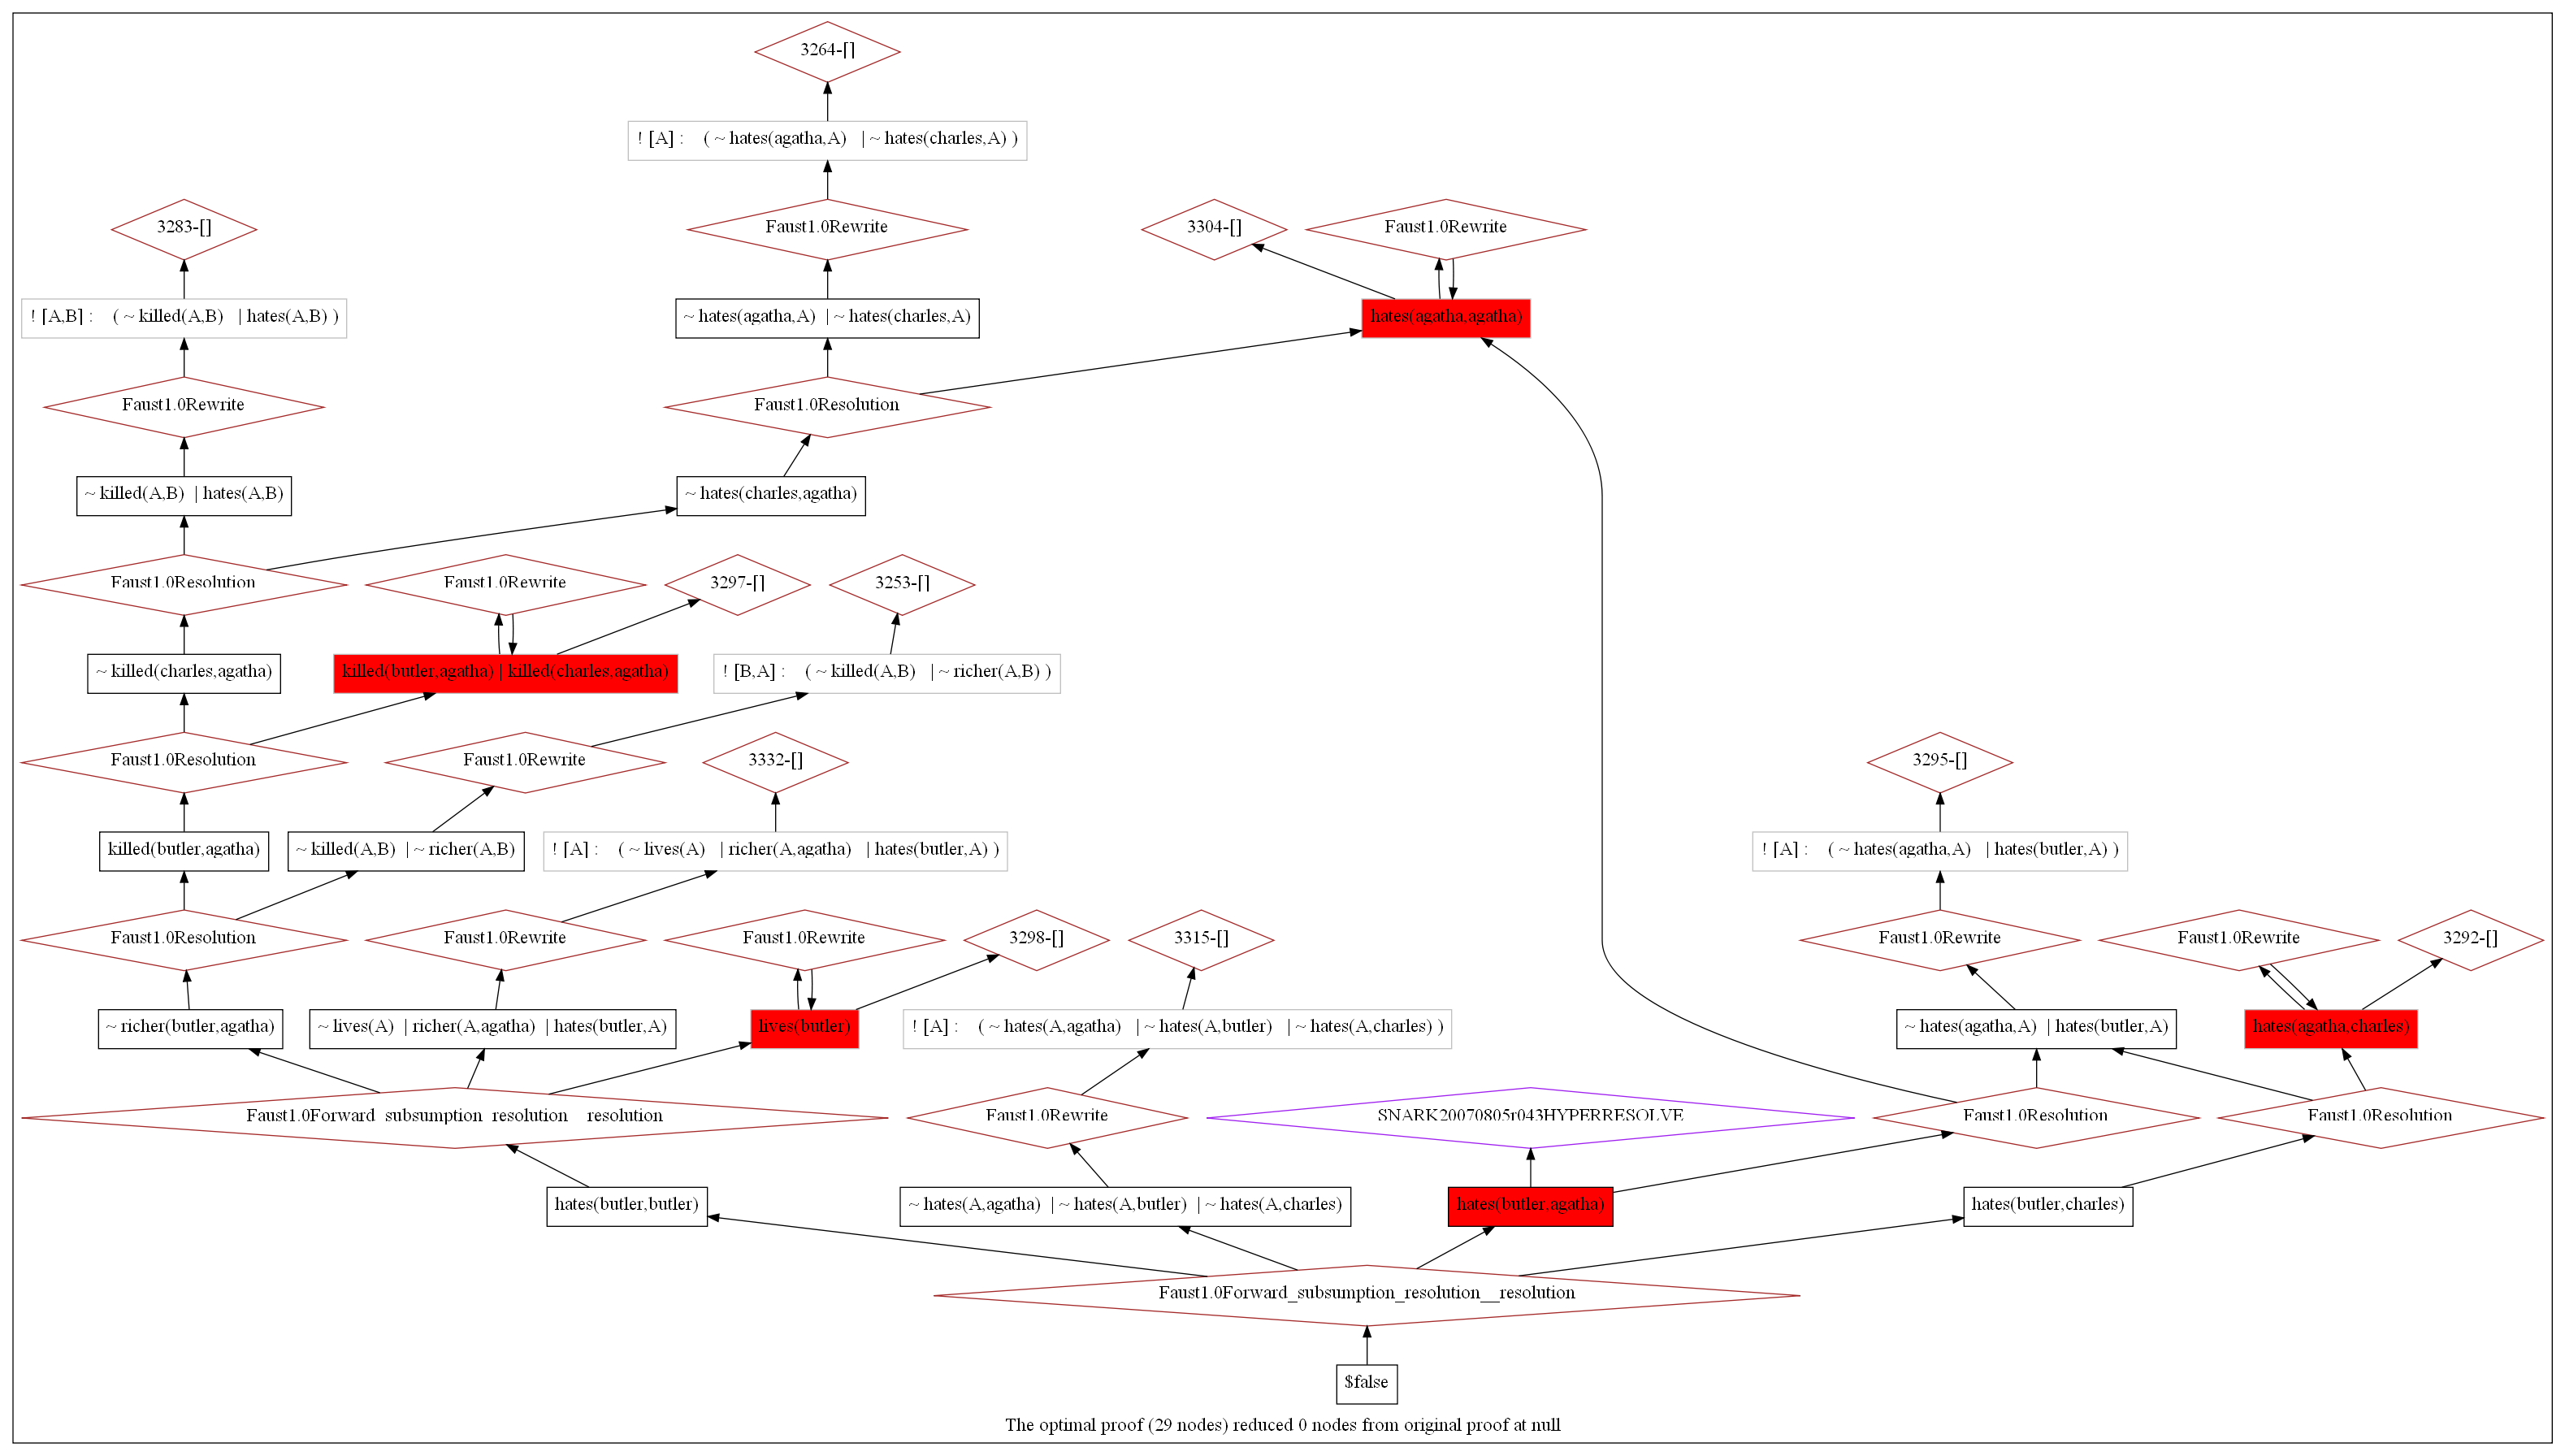 3264-[]
! [A] : ( ~ hates(agatha,A) | ~ hates(charles,A) )
3283-[]
Faust1.0Rewrite
3304-[]
Faust1.0Rewrite
! [A,B] : ( ~ killed(A,B) | hates(A,B) )
~ hates(agatha,A) | ~ hates(charles,A)
hates(agatha,agatha)
Faust1.0Rewrite
Faust1.0Resolution
~ killed(A,B) | hates(A,B)
~ hates(charles,agatha)
Faust1.0Resolution
Faust1.0Rewrite
3297-[]
3253-[]
~ killed(charles,agatha)
killed(butler,agatha) | killed(charles,agatha)
! [B,A] : ( ~ killed(A,B) | ~ richer(A,B) )
Faust1.0Resolution
Faust1.0Rewrite
3332-[]
3295-[]
killed(butler,agatha)
~ killed(A,B) | ~ richer(A,B)
! [A] : ( ~ lives(A) | richer(A,agatha) | hates(butler,A) )
! [A] : ( ~ hates(agatha,A) | hates(butler,A) )
Faust1.0Resolution
Faust1.0Rewrite
Faust1.0Rewrite
3298-[]
3315-[]
Faust1.0Rewrite
Faust1.0Rewrite
3292-[]
~ richer(butler,agatha)
~ lives(A) | richer(A,agatha) | hates(butler,A)
lives(butler)
! [A] : ( ~ hates(A,agatha) | ~ hates(A,butler) | ~ hates(A,charles) )
~ hates(agatha,A) | hates(butler,A)
hates(agatha,charles)
Faust1.0Forward_subsumption_resolution__resolution
Faust1.0Rewrite
SNARK20070805r043HYPERRESOLVE
Faust1.0Resolution
Faust1.0Resolution
hates(butler,butler)
~ hates(A,agatha) | ~ hates(A,butler) | ~ hates(A,charles)
hates(butler,agatha)
hates(butler,charles)
Faust1.0Forward_subsumption_resolution__resolution
$false
The optimal proof (29 nodes) reduced 0 nodes from original proof at null